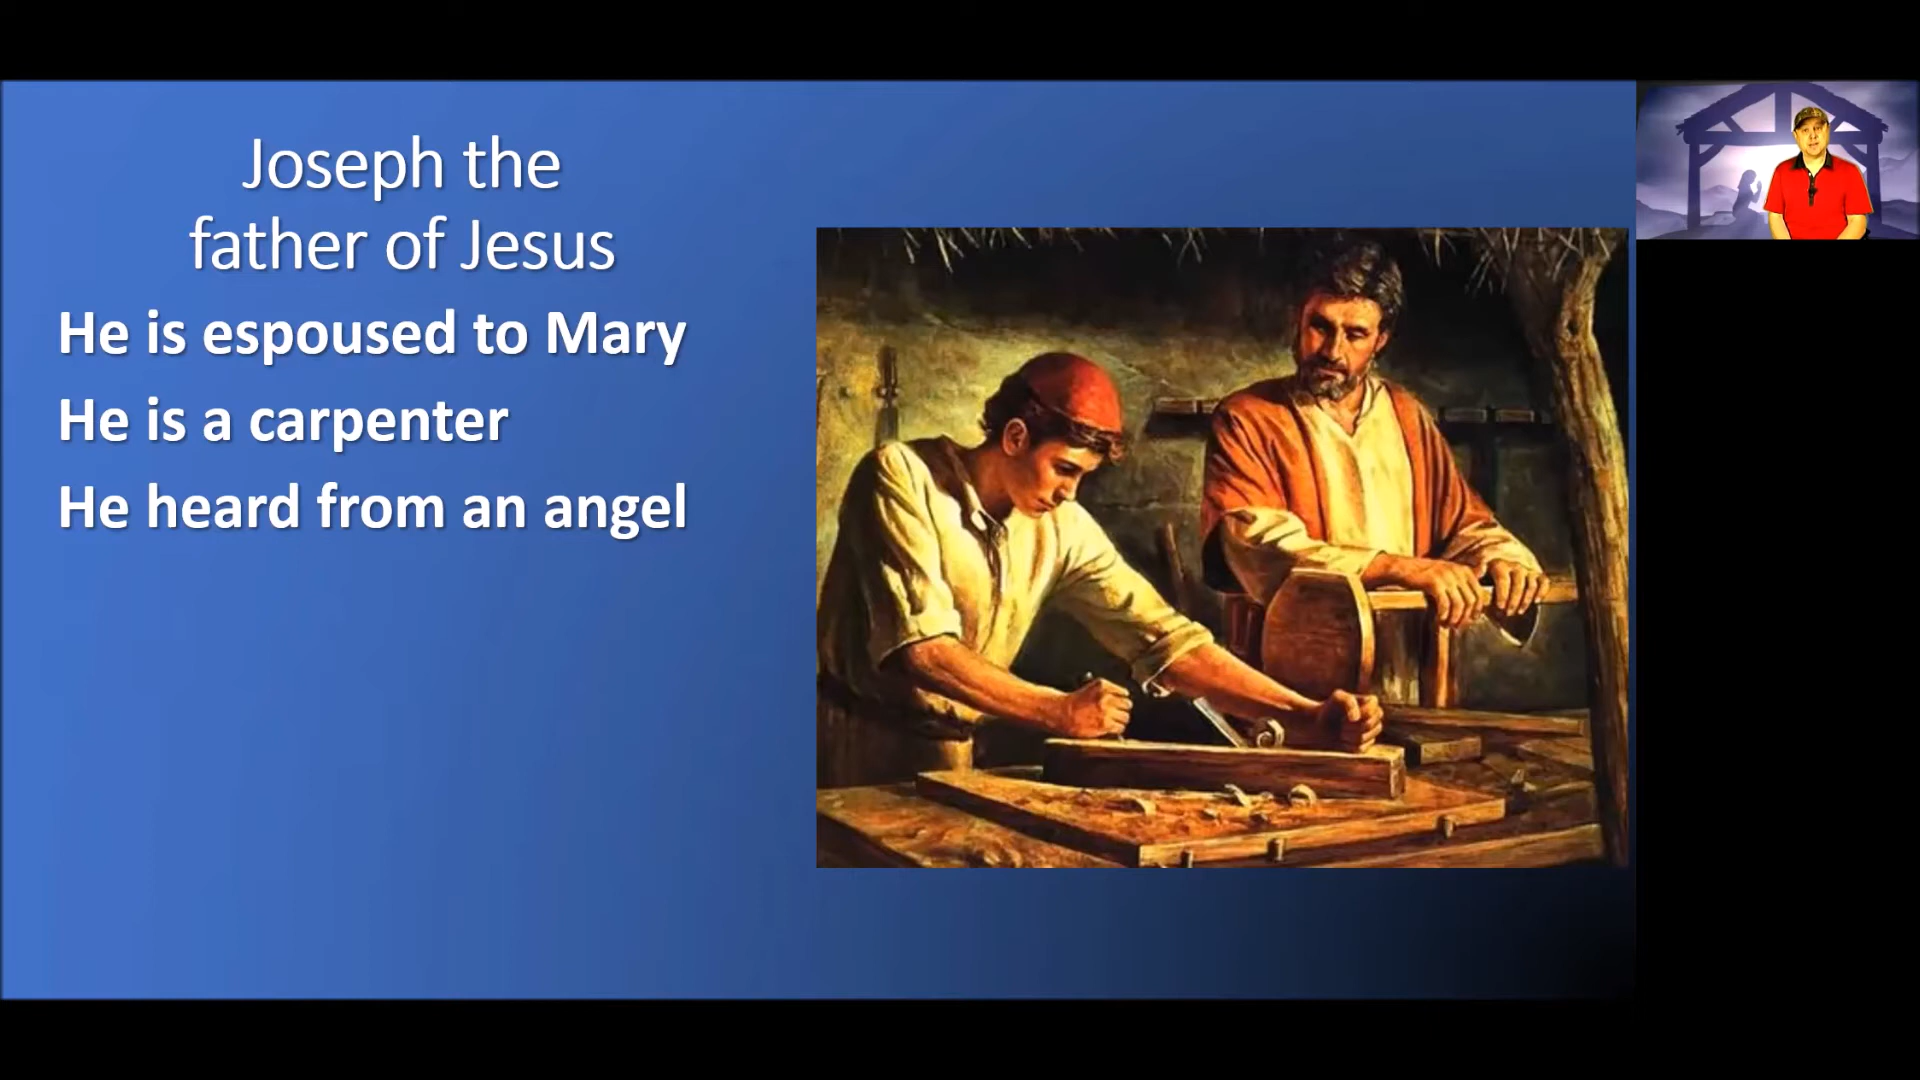 Joseph the
father of Jesus
He is espoused to Mary
He is a carpenter
He heard from an angel